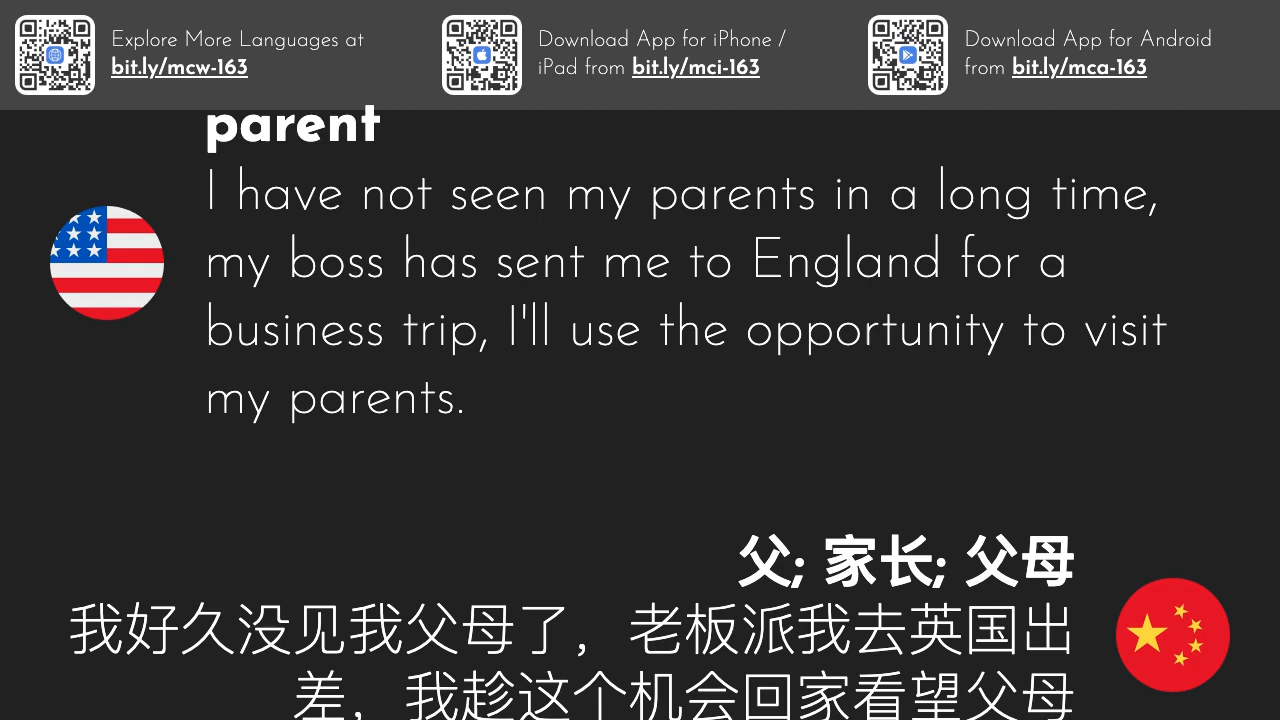 Explore More Languages at
bit.ly/mcw-163
Download App for iPhone /
iPad from bit.ly/mci-163
Download App for Android
from bit.ly/mca-163
parent
I have not seen my parents in a long time,
my boss has sent me to England for a
business trip, I'll use the opportunity to visit
my parents.
父; 家长; 父母
我好久没见我父母了，老板派我去英国出
差，我趁这个机会回家看望父母